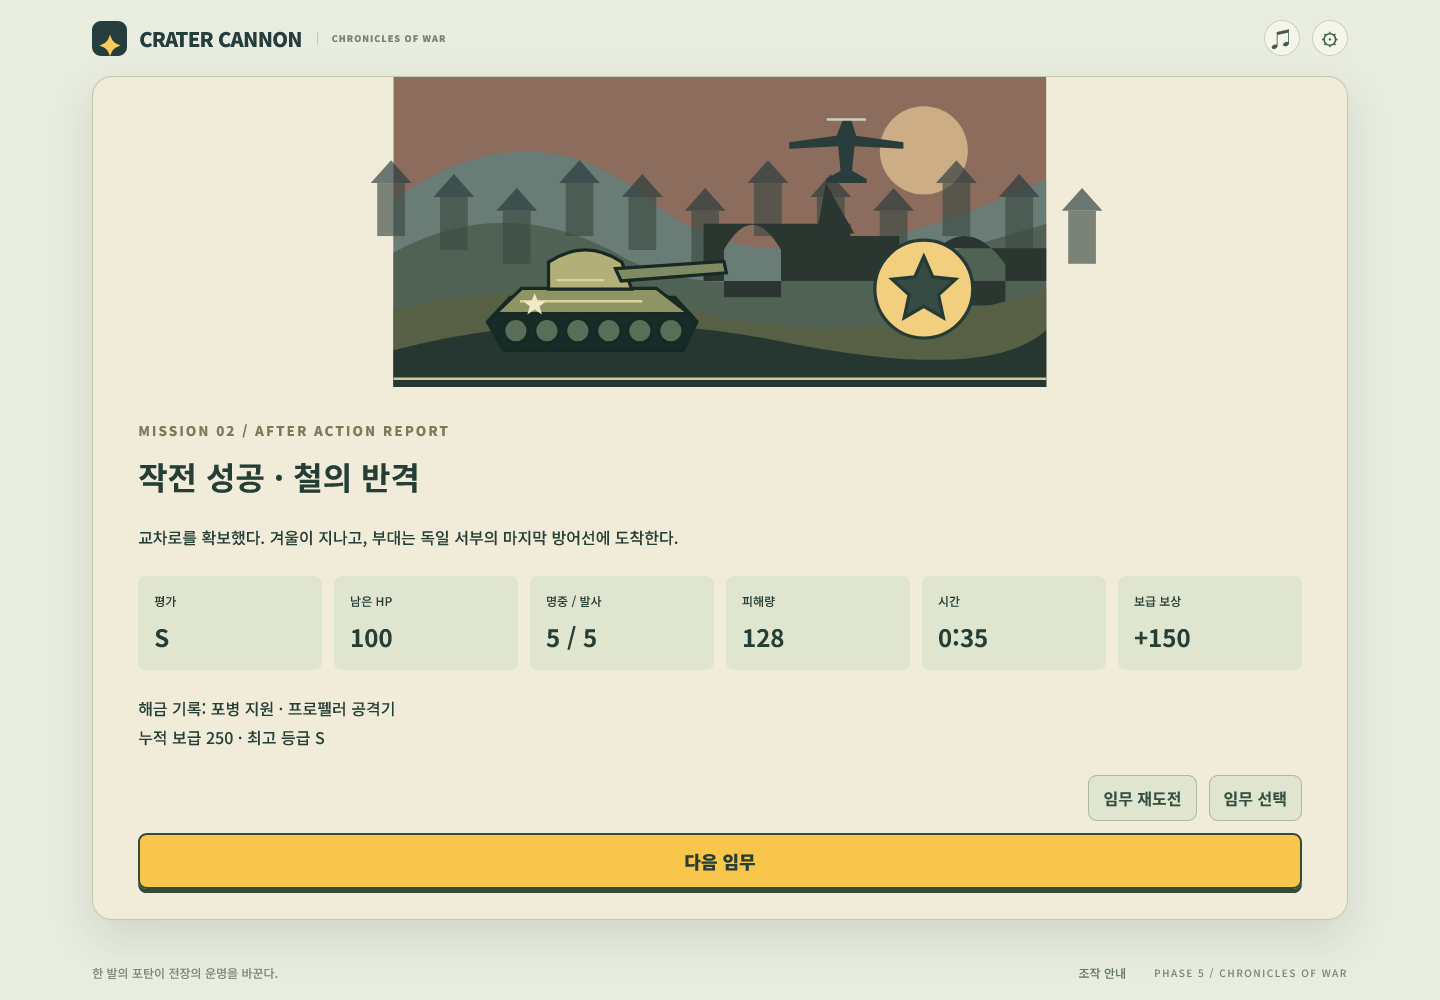 CRATER CANNON
CHRONICLES OF WAR
MISSION 02 / AFTER ACTION REPORT
작전 성공 · 철의 반격
교차로를 확보했다. 겨울이 지나고, 부대는 독일 서부의 마지막 방어선에 도착한다.
평가
S
남은 HP
100
명중 / 발사
5 / 5
피해량
128
시간
0:35
보급 보상
+150
해금 기록: 포병 지원 · 프로펠러 공격기
누적 보급 250 · 최고 등급 S
임무 재도전
임무 선택
다음 임무
한 발의 포탄이 전장의 운명을 바꾼다.
조작 안내
PHASE 5 / CHRONICLES OF WAR